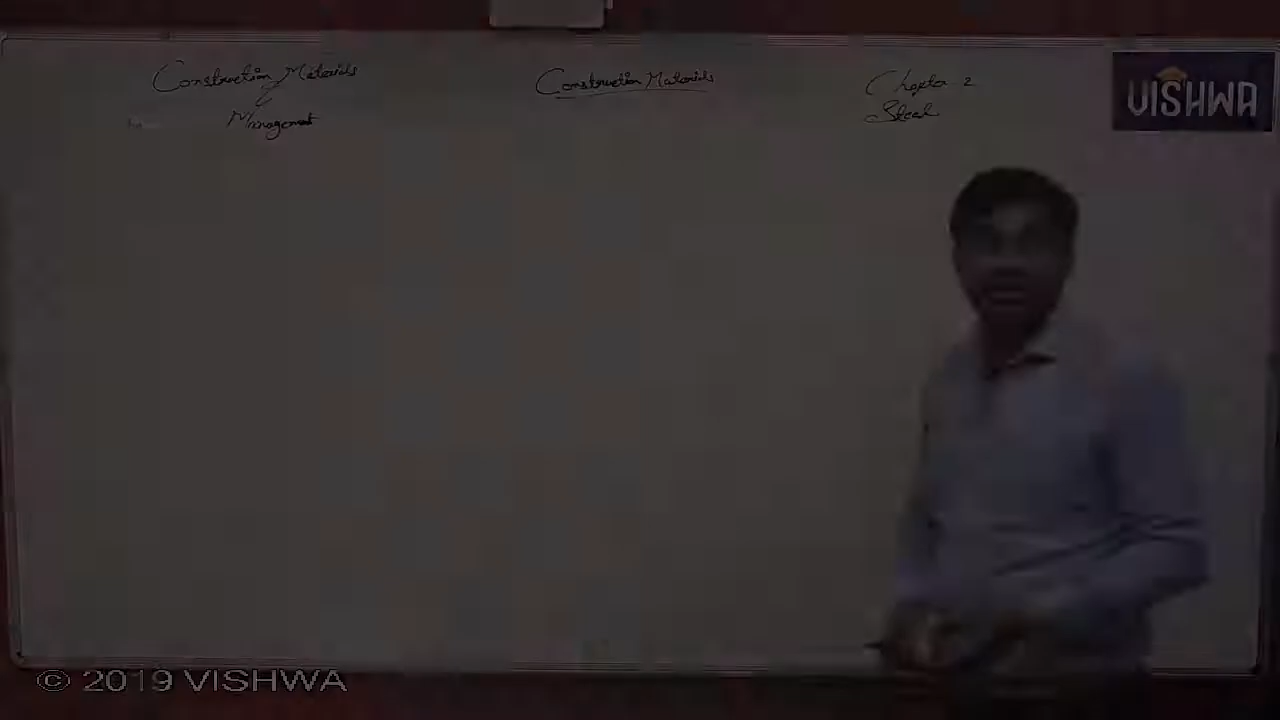 Construction Materials
&
Management
Construction Materials
Chapter 2
Steel
VISHWA
© 2019 VISHWA